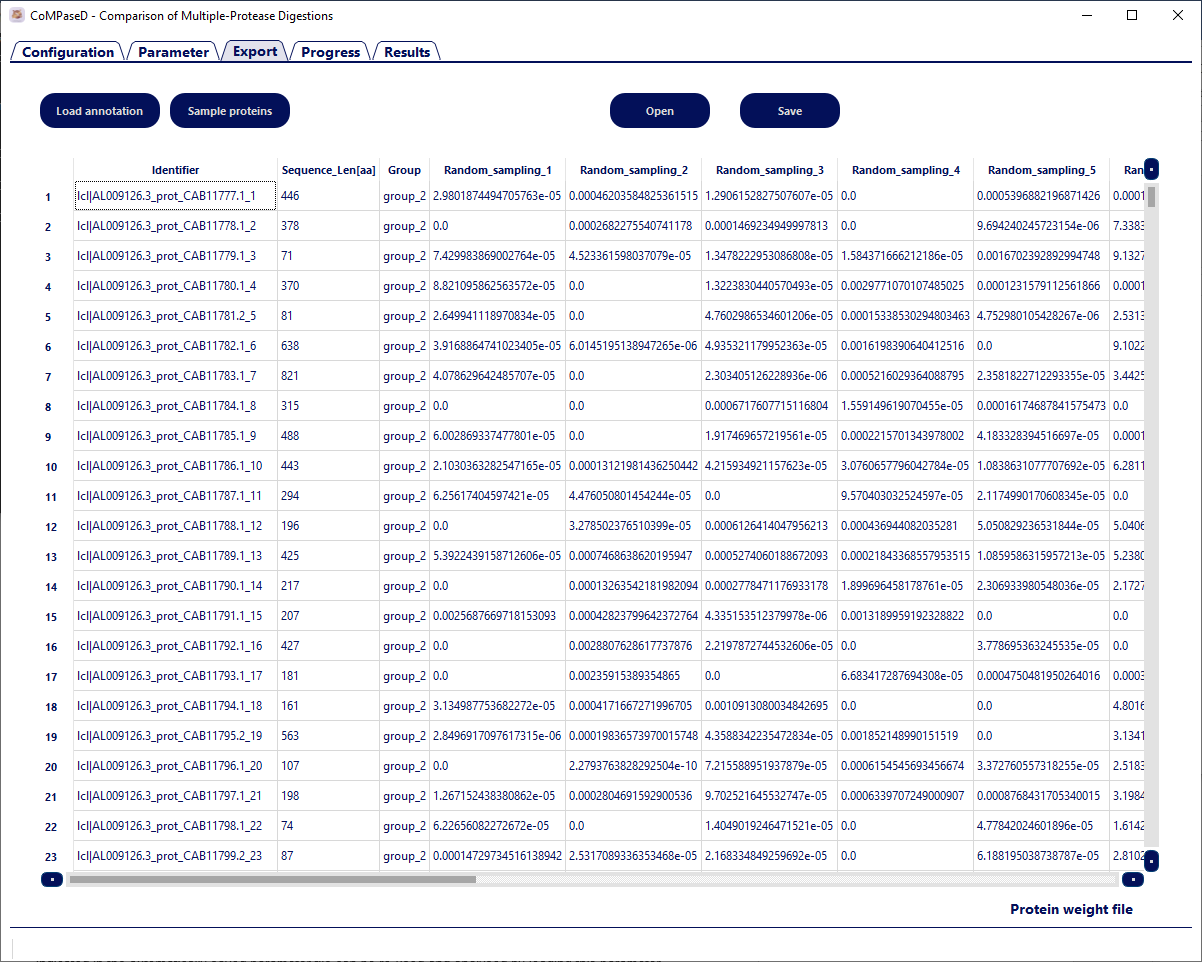 CoMPaseD - Comparison of Multiple-Protease Digestions
Configuration Parameter Export Progress Results
Load annotation Sample proteins Open Save
Identifier Sequence_Len[aa] Group Random_sampling_1 Random_sampling_2 Random_sampling_3 Random_sampling_4 Random_sampling_5 Ran
1 lcl|AL009126.3_prot_CAB11777.1_1 446 group_2 2.9801874494705763e-05 0.00046203584825361515 1.2906152827507607e-05 0.0 0.0005396882196871426 0.0001
2 lcl|AL009126.3_prot_CAB11778.1_2 378 group_2 0.0 0.0002682275540741178 0.0001469234949997813 0.0 9.694240245723154e-06 7.3383
3 lcl|AL009126.3_prot_CAB11779.1_3 71 group_2 7.429983869002764e-05 4.523361598037079e-05 1.3478222953086808e-05 1.584371666212186e-05 0.0016702392892994748 9.1327
4 lcl|AL009126.3_prot_CAB11780.1_4 370 group_2 8.821095862563572e-05 0.0 1.3223830440570493e-05 0.0029771070107485025 0.0001231579112561866 0.0001
5 lcl|AL009126.3_prot_CAB11781.2_5 81 group_2 2.649941118970834e-05 0.0 4.7602986534601206e-05 0.00015338530294803463 4.752980105428267e-06 2.5313
6 lcl|AL009126.3_prot_CAB11782.1_6 638 group_2 3.9168864741023405e-05 6.0145195138947265e-06 4.935321179952363e-05 0.0016198390640412516 0.0 9.1022
7 lcl|AL009126.3_prot_CAB11783.1_7 821 group_2 4.078629642485707e-05 0.0 2.303405126228936e-06 0.0005216029364088795 2.3581822712293355e-05 3.4425
8 lcl|AL009126.3_prot_CAB11784.1_8 315 group_2 0.0 0.0 0.0006717607715116804 1.559149619070455e-05 0.00016174687841575473 0.0
9 lcl|AL009126.3_prot_CAB11785.1_9 488 group_2 6.002869337477801e-05 0.0 1.917469657219561e-05 0.0002215701343978002 4.183328394516697e-05 0.0001
10 lcl|AL009126.3_prot_CAB11786.1_10 443 group_2 2.1030363282547165e-05 0.00013121981436250442 4.215934921157623e-05 3.0760657796042784e-05 1.0838631077707692e-05 6.2811
11 lcl|AL009126.3_prot_CAB11787.1_11 294 group_2 6.25617404597421e-05 4.476050801454244e-05 0.0 9.570403032524597e-05 2.1174990170608345e-05 0.0
12 lcl|AL009126.3_prot_CAB11788.1_12 196 group_2 0.0 3.278502376510399e-05 0.0006126414047956213 0.000436944082035281 5.050829236531844e-05 5.0406
13 lcl|AL009126.3_prot_CAB11789.1_13 425 group_2 5.3922439158712606e-05 0.0007468638620195947 0.0005274060188672093 0.00021843368557953515 1.0859586315957213e-05 5.2380
14 lcl|AL009126.3_prot_CAB11790.1_14 217 group_2 0.0 0.00013263542181982094 0.0002778471176933178 1.899696458178761e-05 2.306933980548036e-05 2.1727
15 lcl|AL009126.3_prot_CAB11791.1_15 207 group_2 0.0025687669718153093 0.00042823799642372764 4.335153512379978e-06 0.0013189959192328822 0.0 0.0
16 lcl|AL009126.3_prot_CAB11792.1_16 427 group_2 0.0 0.0028807628617737876 2.2197872744532606e-05 0.0 3.778695363245535e-05 0.0
17 lcl|AL009126.3_prot_CAB11793.1_17 181 group_2 0.0 0.00235915389354865 0.0 6.683417287694308e-05 0.0004750481950264016 0.0003
18 lcl|AL009126.3_prot_CAB11794.1_18 161 group_2 3.134987753682272e-05 0.0004171667271996705 0.0010913080034842695 0.0 0.0 4.8016
19 lcl|AL009126.3_prot_CAB11795.2_19 563 group_2 2.8496917097617315e-06 0.00019836573970015748 4.3588342235472834e-05 0.001852148990151519 0.0 3.1341
20 lcl|AL009126.3_prot_CAB11796.1_20 107 group_2 0.0 2.2793763828292504e-10 7.215588951937879e-05 0.0006154545693456674 3.372760557318255e-05 2.5183
21 lcl|AL009126.3_prot_CAB11797.1_21 198 group_2 1.267152438380862e-05 0.0002804691592900536 9.702521645532747e-05 0.0006339707249000907 0.0008768431705340015 3.1984
22 lcl|AL009126.3_prot_CAB11798.1_22 74 group_2 6.22656082272672e-05 0.0 1.4049019246471521e-05 0.0 4.77842024601896e-05 1.6142
23 lcl|AL009126.3_prot_CAB11799.2_23 87 group_2 0.00014729734516138942 2.5317089336353468e-05 2.168334849259692e-05 0.0 6.188195038738787e-05 2.8102
Protein weight file